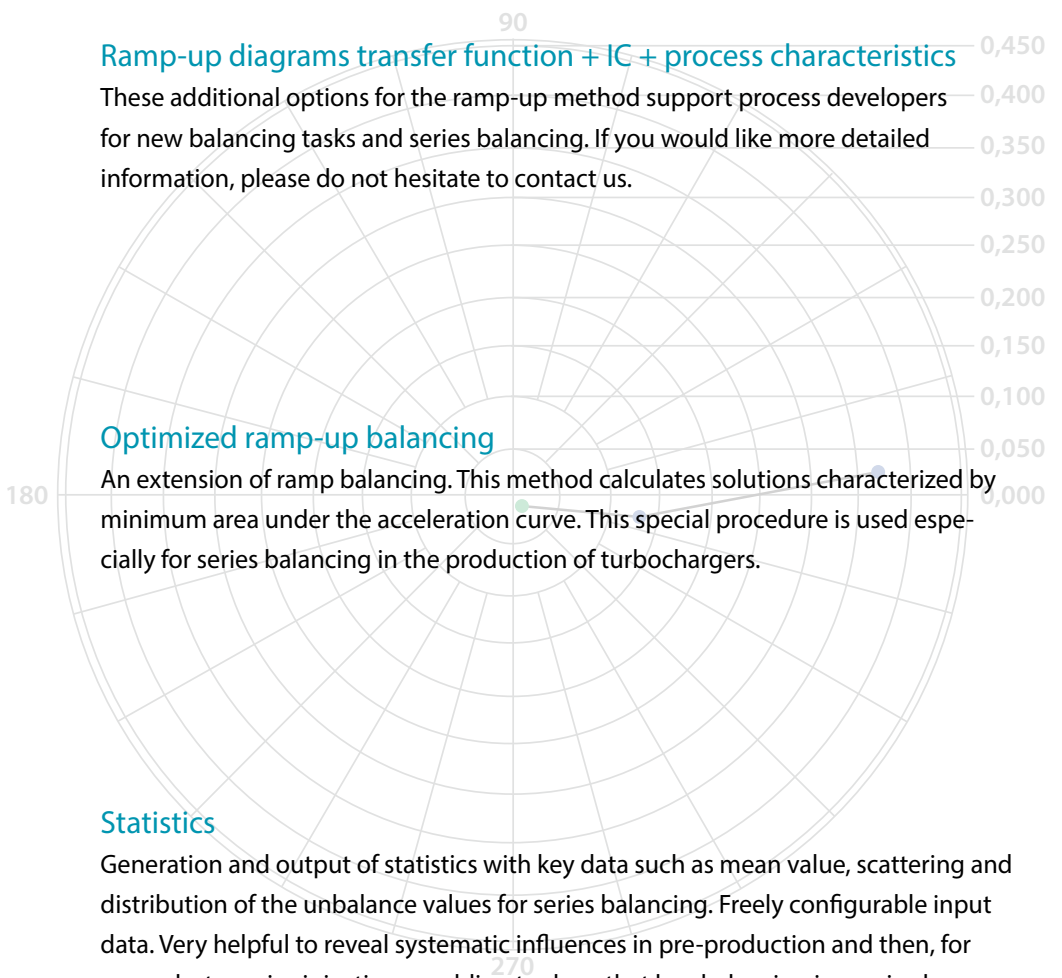 90
Ramp-up diagrams transfer function + IC + process characteristics
0,450
These additional options for the ramp-up method support process developers
0,400
for new balancing tasks and series balancing. If you would like more detailed
0,350
information, please do not hesitate to contact us.
0,300
0,250
0,200
0,150
0,100
Optimized ramp-up balancing
0,050
An extension of ramp balancing. This method calculates solutions characterized by
180
0,000
minimum area under the acceleration curve. This special procedure is used espe-
cially for series balancing in the production of turbochargers.
Statistics
Generation and output of statistics with key data such as mean value, scattering and
distribution of the unbalance values for series balancing. Freely configurable input
data. Very helpful to reveal systematic influences in pre-production and then, for
270